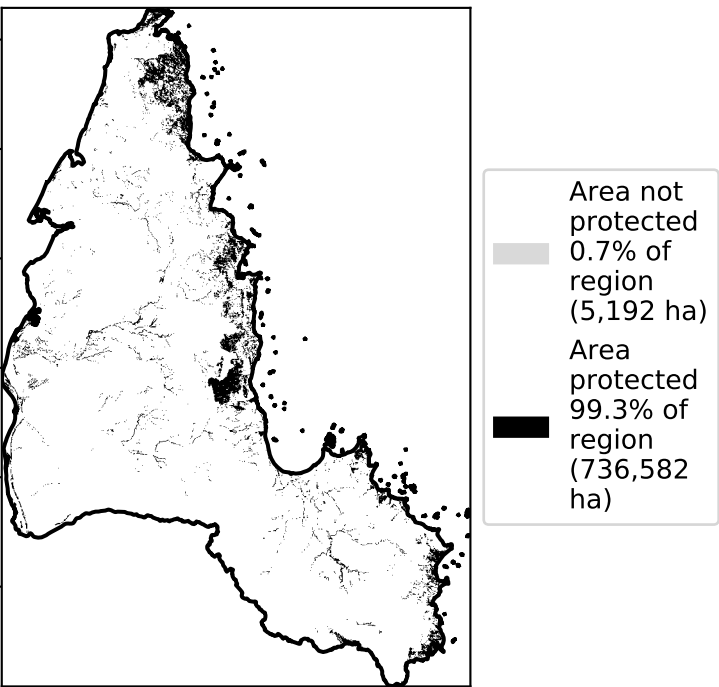 Area not
protected
0.7% of
region
(5,192 ha)
Area
protected
99.3% of
region
(736,582
ha)